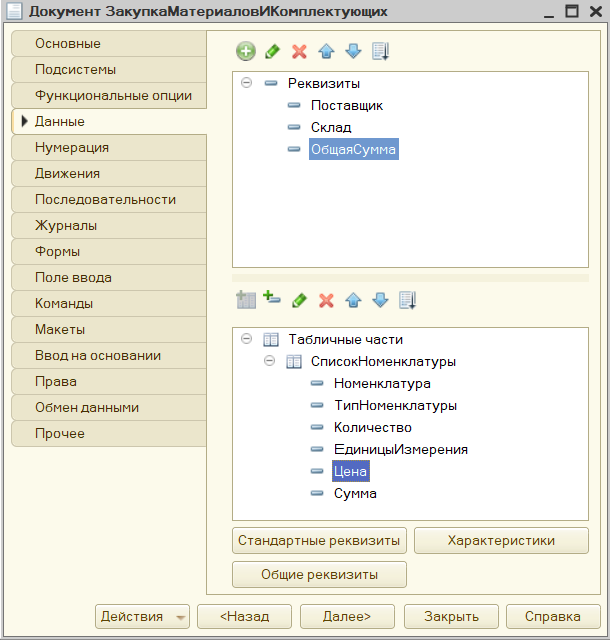 Документ ЗакупкаМатериаловИКомплектующих
Основные
Подсистемы
Функциональные опции
Данные
Нумерация
Движения
Последовательности
Журналы
Формы
Поле ввода
Команды
Макеты
Ввод на основании
Права
Обмен данными
Прочее
Реквизиты
Поставщик
Склад
ОбщаяСумма
Табличные части
СписокНоменклатуры
Номенклатура
ТипНоменклатуры
Количество
ЕдиницыИзмерения
Цена
Сумма
Стандартные реквизиты
Характеристики
Общие реквизиты
Действия
<Назад
Далее>
Закрыть
Справка